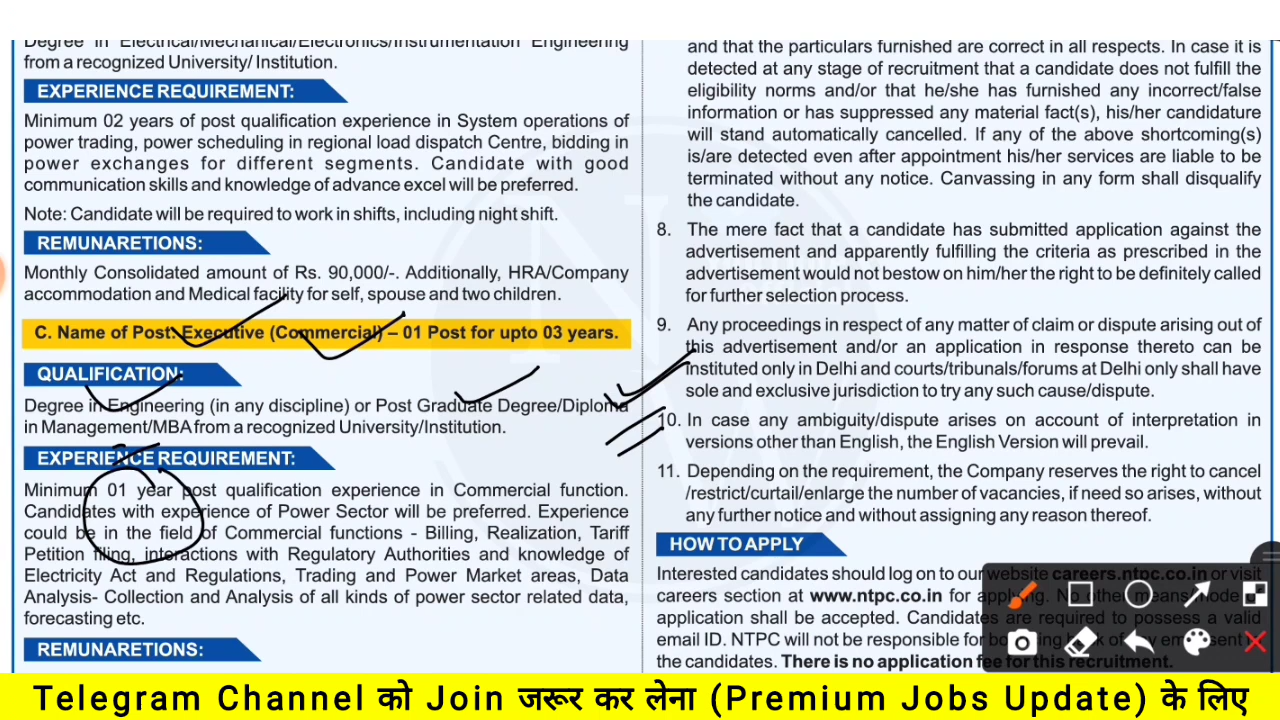 Degree in Electrical/Mechanical/Electronics/Instrumentation Engineering
from a recognized University/ Institution.
EXPERIENCE REQUIREMENT:
Minimum 02 years of post qualification experience in System operations of
power trading, power scheduling in regional load dispatch Centre, bidding in
power exchanges for different segments. Candidate with good
communication skills and knowledge of advance excel will be preferred.
Note: Candidate will be required to work in shifts, including night shift.
REMUNARETIONS:
Monthly Consolidated amount of Rs. 90,000/-. Additionally, HRA/Company
accommodation and Medical facility for self, spouse and two children.
C. Name of Post: Executive (Commercial) – 01 Post for upto 03 years.
QUALIFICATION:
Degree in Engineering (in any discipline) or Post Graduate Degree/Diploma
in Management/MBA from a recognized University/Institution.
EXPERIENCE REQUIREMENT:
Minimum 01 year post qualification experience in Commercial function.
Candidates with experience of Power Sector will be preferred. Experience
could be in the field of Commercial functions - Billing, Realization, Tariff
Petition filing, interactions with Regulatory Authorities and knowledge of
Electricity Act and Regulations, Trading and Power Market areas, Data
Analysis- Collection and Analysis of all kinds of power sector related data,
forecasting etc.
REMUNARETIONS:
and that the particulars furnished are correct in all respects. In case it is
detected at any stage of recruitment that a candidate does not fulfill the
eligibility norms and/or that he/she has furnished any incorrect/false
information or has suppressed any material fact(s), his/her candidature
will stand automatically cancelled. If any of the above shortcoming(s)
is/are detected even after appointment his/her services are liable to be
terminated without any notice. Canvassing in any form shall disqualify
the candidate.
8. The mere fact that a candidate has submitted application against the
advertisement and apparently fulfilling the criteria as prescribed in the
advertisement would not bestow on him/her the right to be definitely called
for further selection process.
9. Any proceedings in respect of any matter of claim or dispute arising out of
this advertisement and/or an application in response thereto can be
instituted only in Delhi and courts/tribunals/forums at Delhi only shall have
sole and exclusive jurisdiction to try any such cause/dispute.
10. In case any ambiguity/dispute arises on account of interpretation in
versions other than English, the English Version will prevail.
11. Depending on the requirement, the Company reserves the right to cancel
/restrict/curtail/enlarge the number of vacancies, if need so arises, without
any further notice and without assigning any reason thereof.
HOW TO APPLY
Interested candidates should log on to our website careers.ntpc.co.in or visit
careers section at www.ntpc.co.in for applying. No other means/mode of
application shall be accepted. Candidates are required to possess a valid
email ID. NTPC will not be responsible for sent
the candidates. There is no application fee for this recruitment.
Telegram Channel को Join जरूर कर लेना (Premium Jobs Update) के लिए